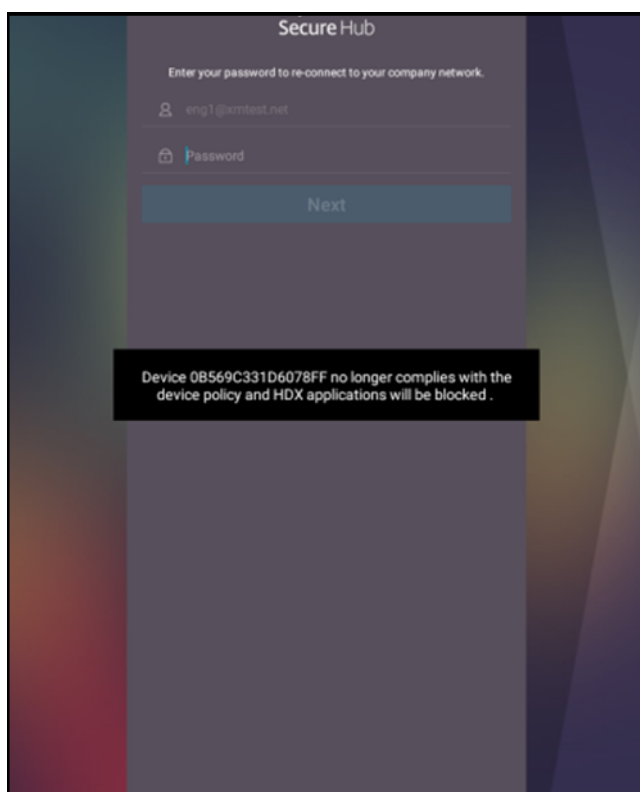 Secure Hub
Enter your password to re-connect to your company network.
eng1@xmtest.net
Password
Next
Device 0B569C331D6078FF no longer complies with the
device policy and HDX applications will be blocked .